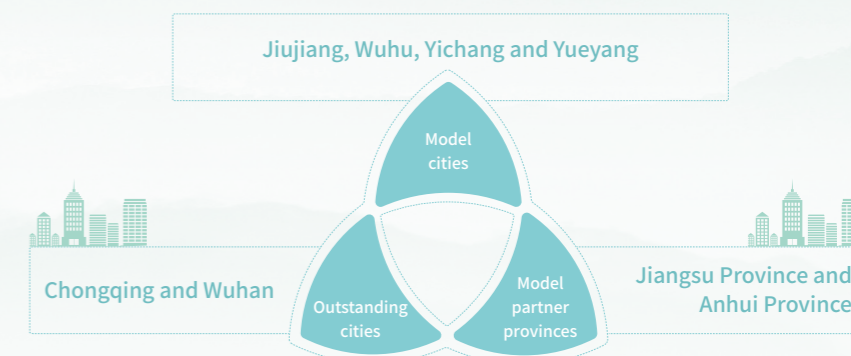 Jiujiang, Wuhu, Yichang and Yueyang
Model
cities
Chongqing and Wuhan
Outstanding
cities
Model
partner
provinces
Jiangsu Province and
Anhui Province